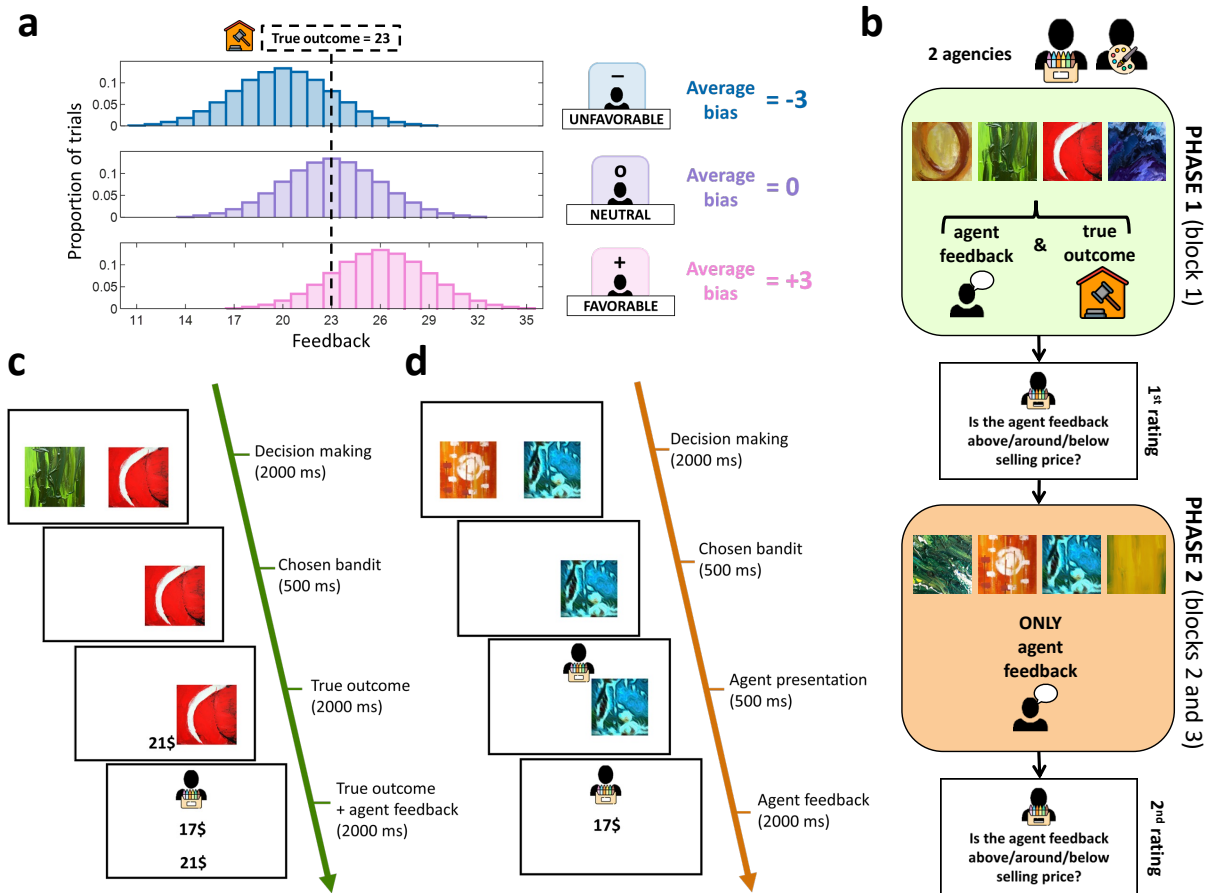 a
True outcome = 23
Proportion of trials
0.1
0.05
0
–
UNFAVORABLE
Average
bias
= -3
0.1
0.05
0
o
NEUTRAL
Average
bias
= 0
0.1
0.05
0
+
FAVORABLE
Average
bias
= +3
11 14 17 20 23 26 29 32 35
Feedback
b
2 agencies
PHASE 1 (block 1)
agent
feedback
&
true
outcome
1st rating
Is the agent feedback
above/around/below
selling price?
PHASE 2 (blocks 2 and 3)
ONLY
agent
feedback
2nd rating
Is the agent feedback
above/around/below
selling price?
c
Decision making
(2000 ms)
Chosen bandit
(500 ms)
True outcome
(2000 ms)
21$
True outcome
+ agent feedback
(2000 ms)
17$
21$
d
Decision making
(2000 ms)
Chosen bandit
(500 ms)
Agent presentation
(500 ms)
Agent feedback
(2000 ms)
17$